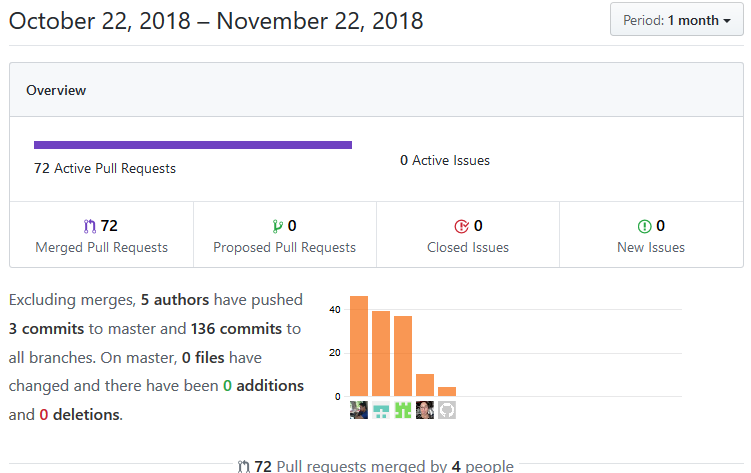 October 22, 2018 – November 22, 2018
Period: 1 month
Overview
72 Active Pull Requests
0 Active Issues
72
Merged Pull Requests
0
Proposed Pull Requests
0
Closed Issues
0
New Issues
Excluding merges, 5 authors have pushed
3 commits to master and 136 commits to
all branches. On master, 0 files have
changed and there have been 0 additions
and 0 deletions.
40
20
0
72 Pull requests merged by 4 people